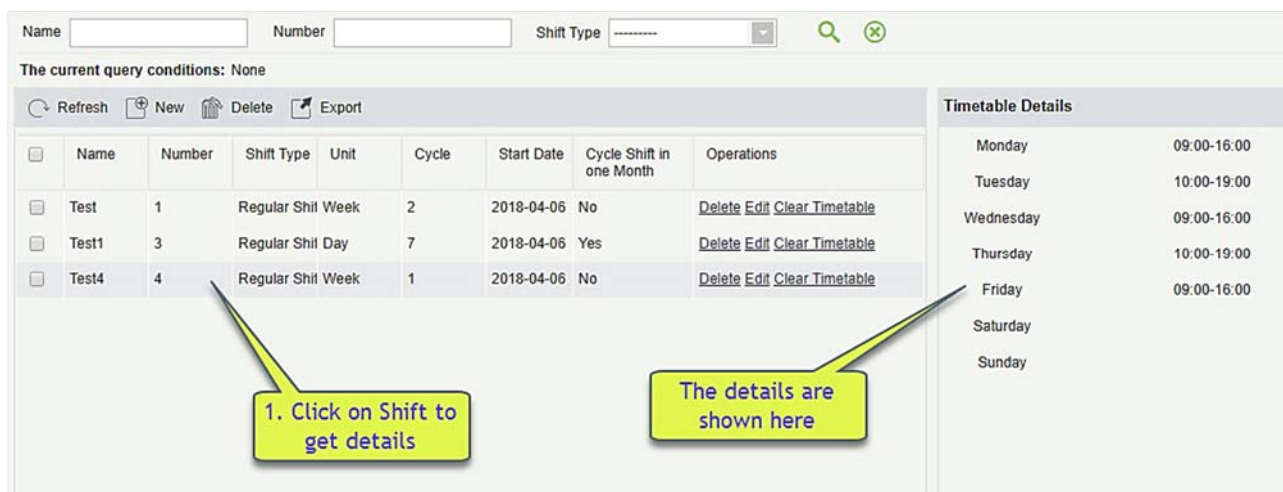 Name Number Shift Type ---------
The current query conditions: None
Refresh New Delete Export
Name Number Shift Type Unit Cycle Start Date Cycle Shift in one Month Operations
Test 1 Regular Shif Week 2 2018-04-06 No Delete Edit Clear Timetable
Test1 3 Regular Shif Day 7 2018-04-06 Yes Delete Edit Clear Timetable
Test4 4 Regular Shif Week 1 2018-04-06 No Delete Edit Clear Timetable
1. Click on Shift to
get details
The details are
shown here
Timetable Details
Monday 09:00-16:00
Tuesday 10:00-19:00
Wednesday 09:00-16:00
Thursday 10:00-19:00
Friday 09:00-16:00
Saturday
Sunday